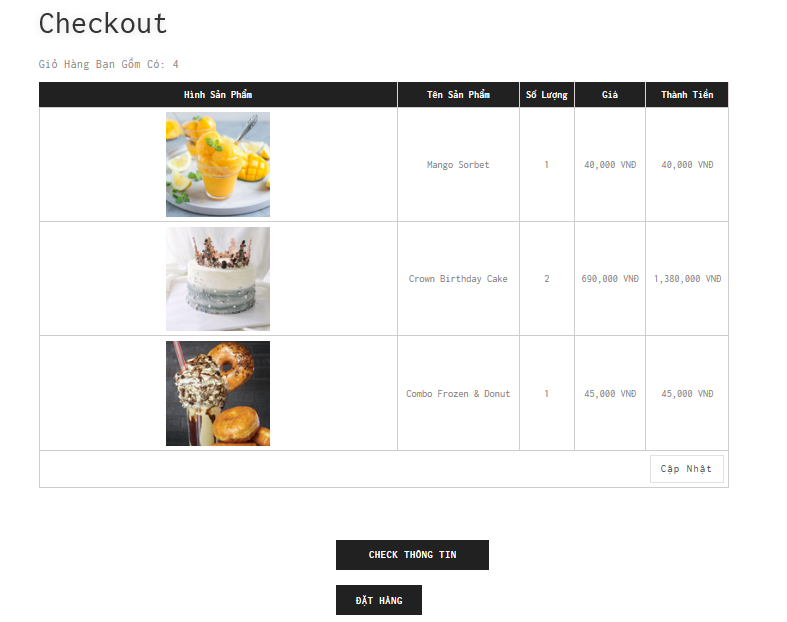 Checkout
Giỏ Hàng Bạn Gồm Có: 4
Hình Sản Phẩm Tên Sản Phẩm Số Lượng Giá Thành Tiền
Mango Sorbet 1 40,000 VNĐ 40,000 VNĐ
Crown Birthday Cake 2 690,000 VNĐ 1,380,000 VNĐ
Combo Frozen & Donut 1 45,000 VNĐ 45,000 VNĐ
Cập Nhật
CHECK THÔNG TIN
ĐẶT HÀNG